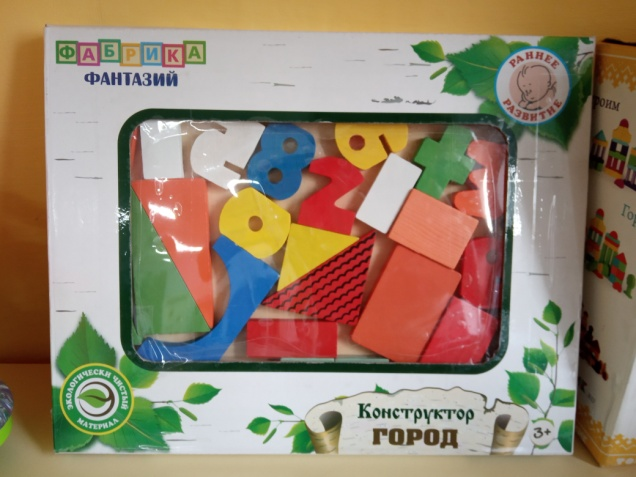 ФАБРИКА
ФАНТАЗИЙ
РАННЕЕ
РАЗВИТИЕ
ЭКОЛОГИЧЕСКИ ЧИСТЫЙ
МАТЕРИАЛ
Конструктор
ГОРОД
3+